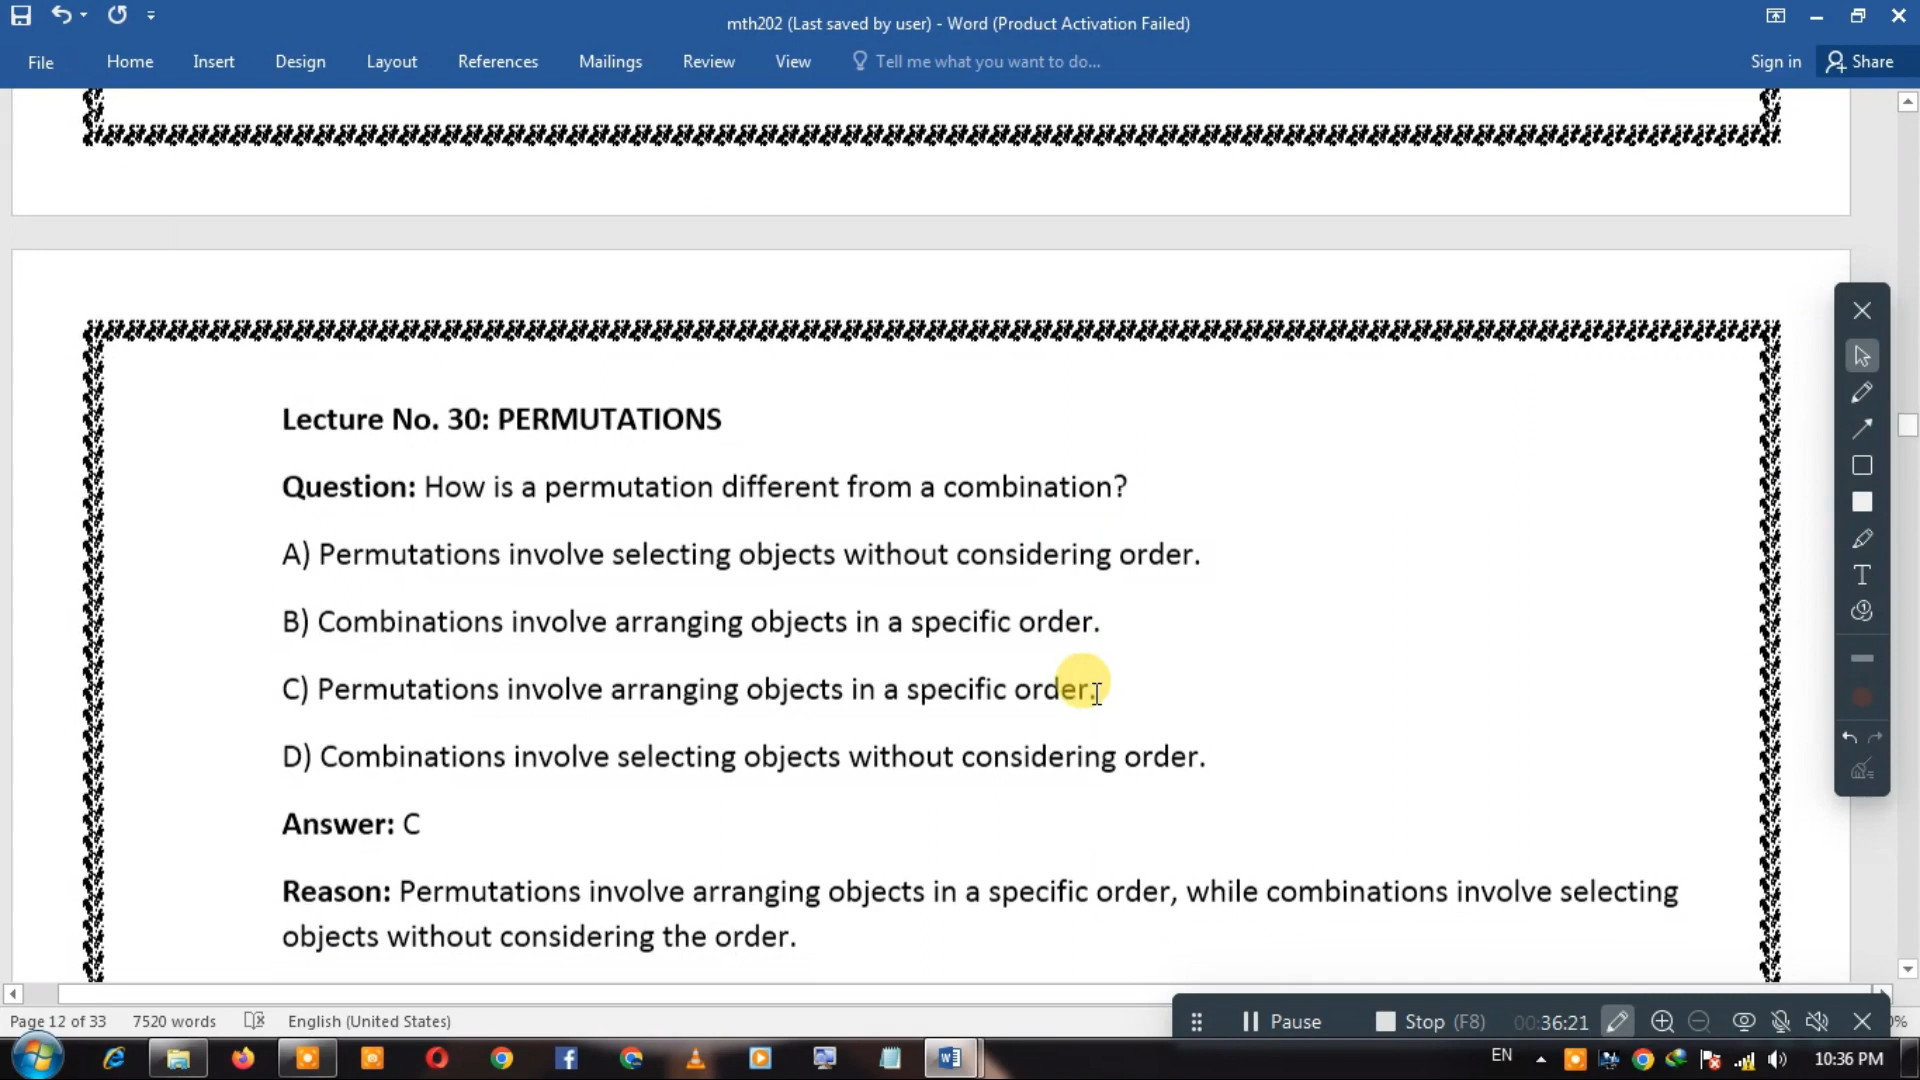 mth202 (Last saved by user) - Word (Product Activation Failed)
File Home Insert Design Layout References Mailings Review View Tell me what you want to do... Sign in Share
Lecture No. 30: PERMUTATIONS
Question: How is a permutation different from a combination?
A) Permutations involve selecting objects without considering order.
B) Combinations involve arranging objects in a specific order.
C) Permutations involve arranging objects in a specific order.
D) Combinations involve selecting objects without considering order.
Answer: C
Reason: Permutations involve arranging objects in a specific order, while combinations involve selecting
objects without considering the order.
Page 12 of 33 7520 words English (United States)
Pause Stop (F8) 00:36:21
EN 10:36 PM